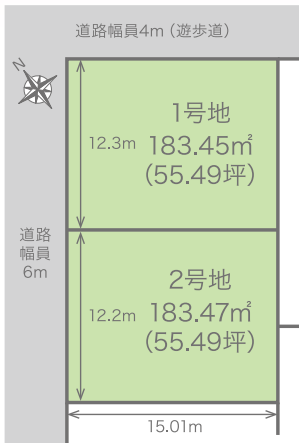 道路幅員4m（遊歩道）
N
1号地
12.3m
183.45㎡
（55.49坪）
道路
幅員
6m
2号地
12.2m
183.47㎡
（55.49坪）
15.01m